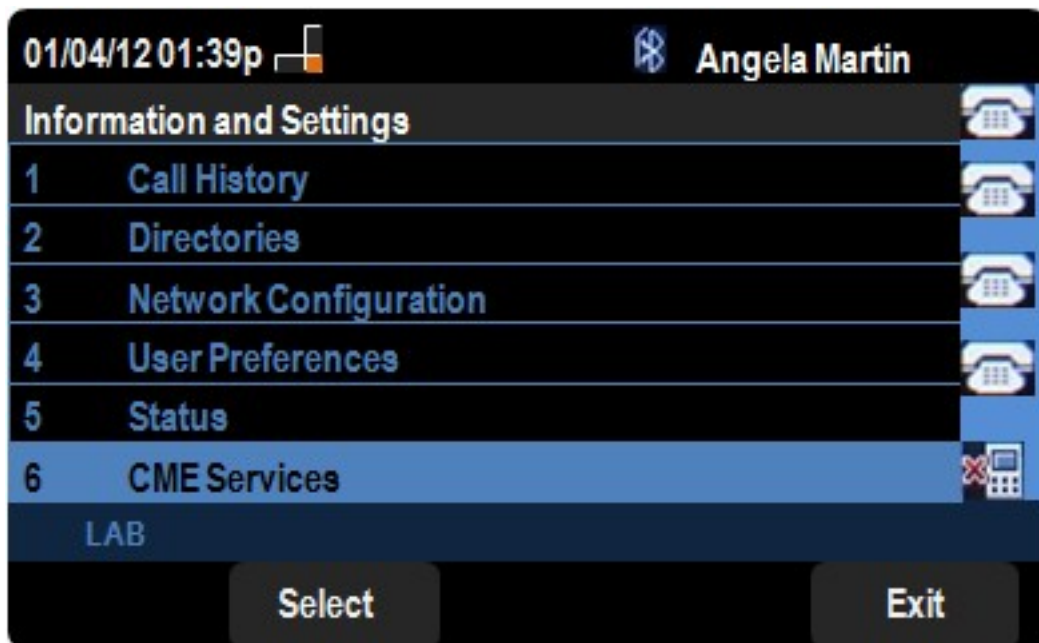 01/04/12 01:39p Angela Martin
Information and Settings
1 Call History
2 Directories
3 Network Configuration
4 User Preferences
5 Status
6 CME Services
LAB
Select Exit